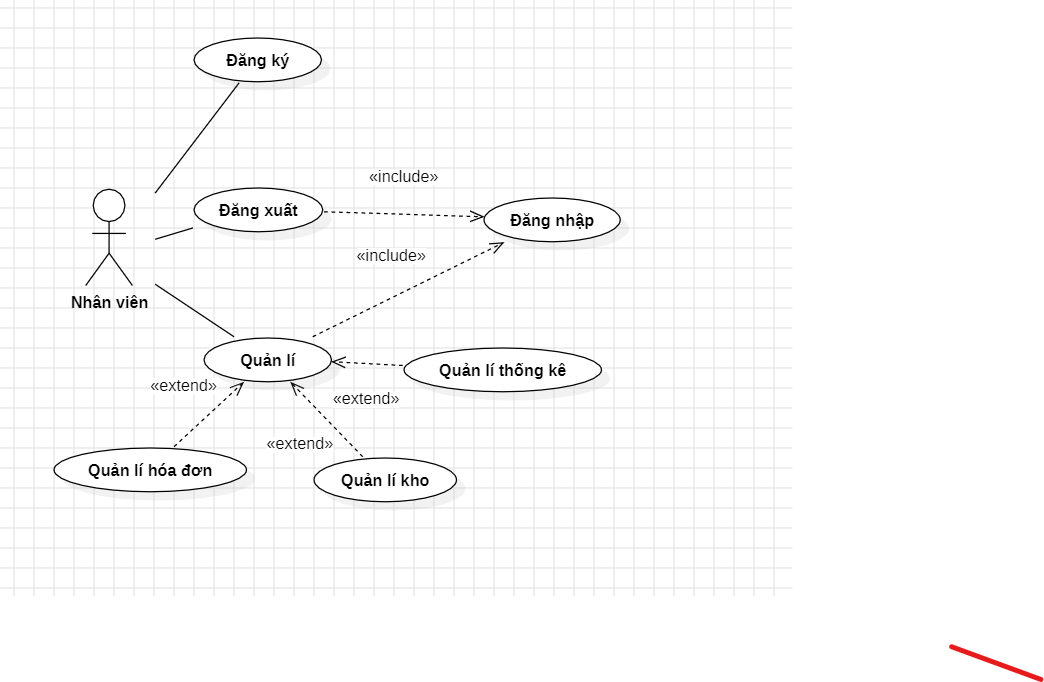 Đăng ký
«include»
Đăng xuất
Đăng nhập
«include»
Nhân viên
Quản lí
Quản lí thống kê
«extend»
«extend»
«extend»
Quản lí hóa đơn
Quản lí kho